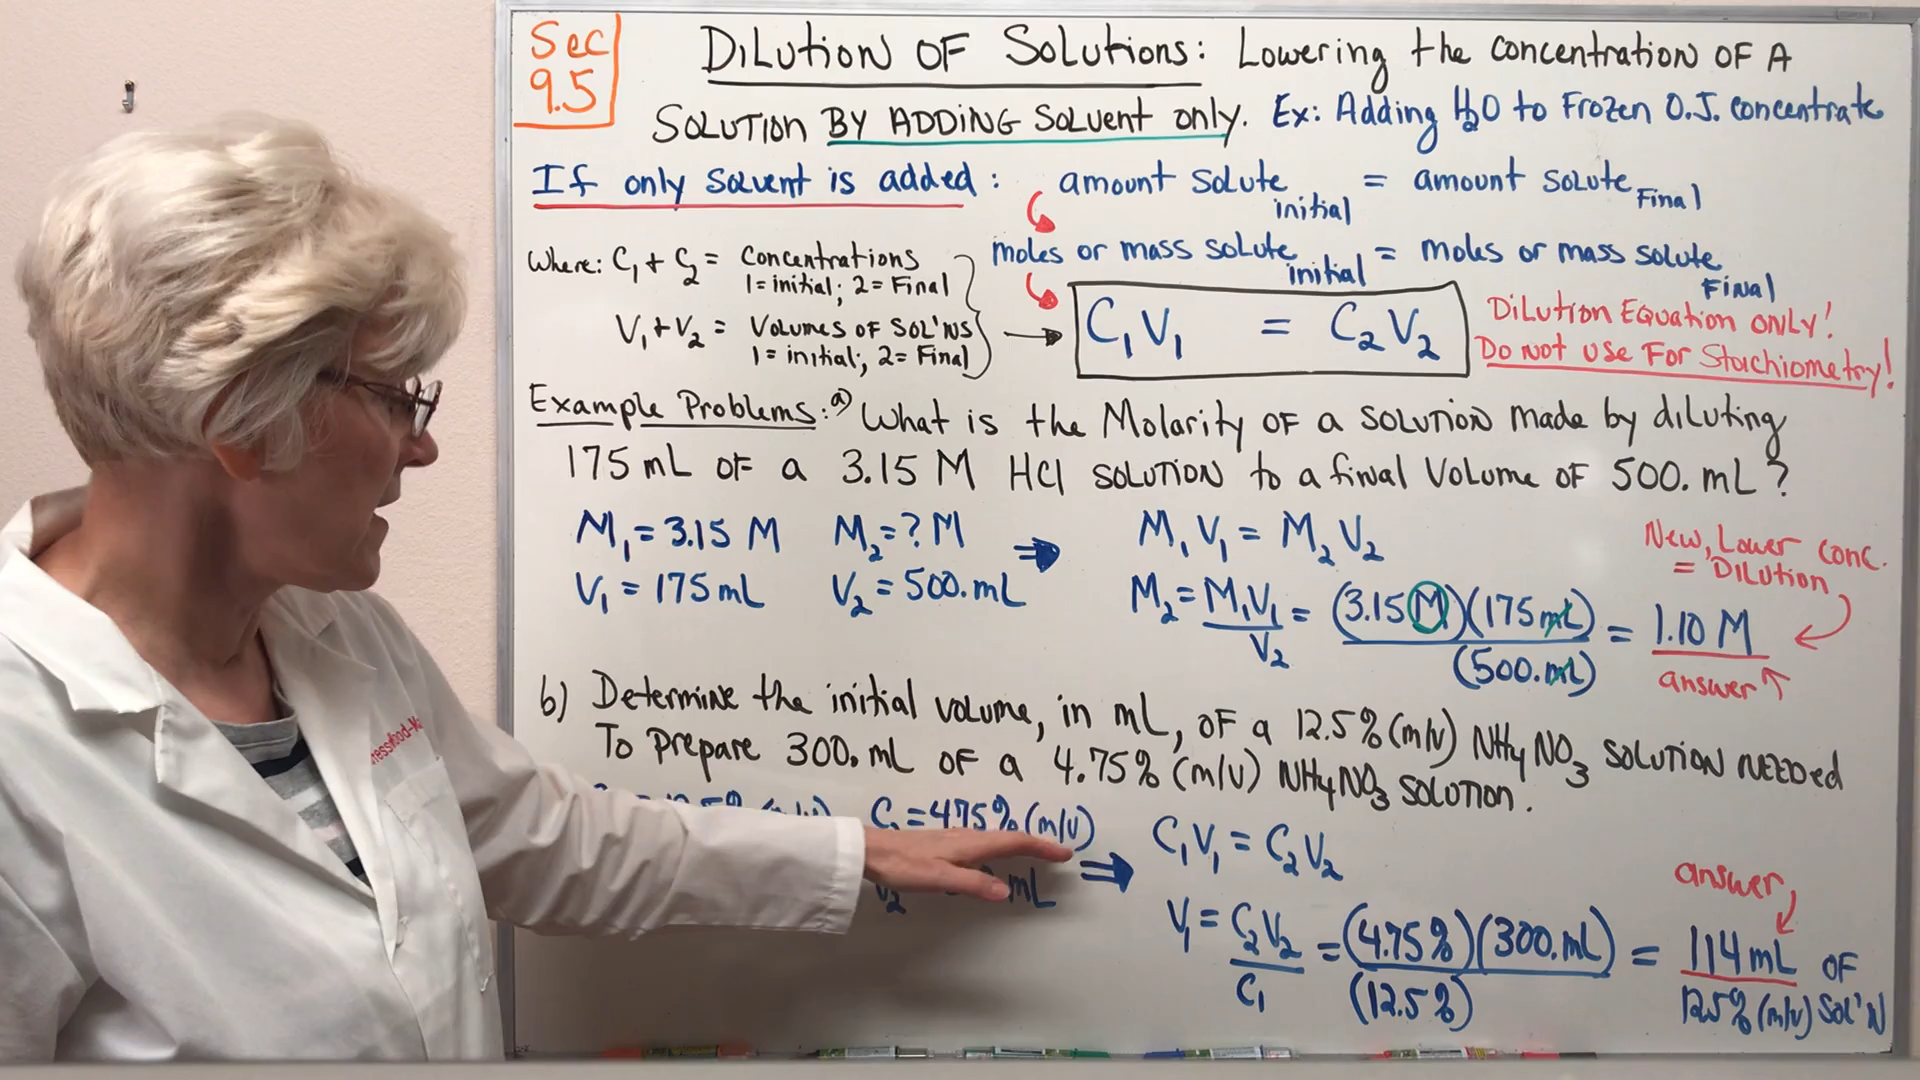 Sec
9.5
Dilution of Solutions: Lowering the concentration of A
Solution BY ADDING Solvent only. Ex: Adding H₂O to Frozen O.J. concentrate
If only solvent is added: amount solute initial = amount solute Final
moles or mass solute initial = moles or mass solute Final
Where: C₁ + C₂ = Concentrations
1 = initial; 2 = Final
V₁ + V₂ = Volumes of Sol'ns
1 = initial; 2 = Final
C₁V₁ = C₂V₂
Dilution Equation ONLY!
Do Not Use For Stoichiometry!
Example Problems: a) What is the Molarity of a solution made by diluting
175 mL of a 3.15 M HCl solution to a final Volume of 500. mL?
M₁ = 3.15 M M₂ = ? M
V₁ = 175 mL V₂ = 500. mL
M₁V₁ = M₂V₂
M₂ = M₁V₁/V₂ = (3.15 M)(175 mL)/(500. mL) = 1.10 M
New, Lower conc.
= Dilution
answer
b) Determine the initial volume, in mL, of a 12.5% (m/v) NH₄NO₃ solution needed
To prepare 300. mL of a 4.75% (m/v) NH₄NO₃ solution.
C₂ = 4.75% (m/v)
V₂ mL
C₁V₁ = C₂V₂
V₁ = C₂V₂/C₁ = (4.75%)(300. mL)/(12.5%) = 114 mL of
12.5% (m/v) Sol'n
answer